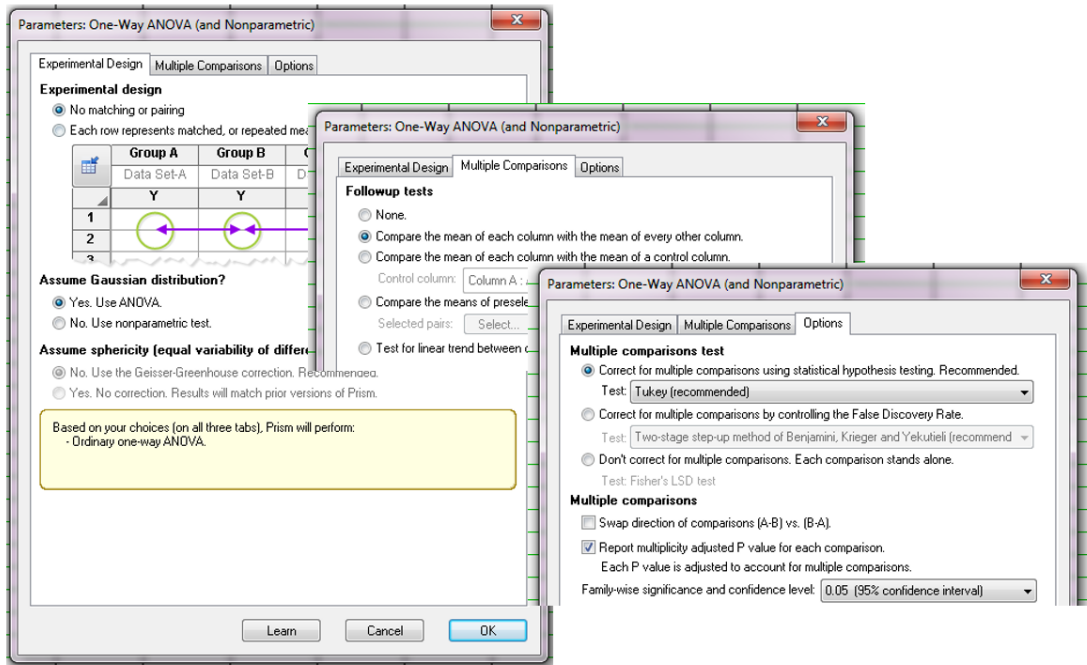 Parameters: One-Way ANOVA (and Nonparametric)
Experimental Design Multiple Comparisons Options
Experimental design
No matching or pairing
Each row represents matched, or repeated mea
Group A Group B
Data Set-A Data Set-B D
Y Y
1
2
3
Assume Gaussian distribution?
Yes. Use ANOVA.
No. Use nonparametric test.
Assume sphericity (equal variability of differe
No. Use the Geisser-Greenhouse correction. Recommended.
Yes. No correction. Results will match prior versions of Prism.
Based on your choices (on all three tabs), Prism will perform:
- Ordinary one-way ANOVA.
Learn Cancel OK
Parameters: One-Way ANOVA (and Nonparametric)
Experimental Design Multiple Comparisons Options
Followup tests
None.
Compare the mean of each column with the mean of every other column.
Compare the mean of each column with the mean of a control column.
Control column: Column A :
Compare the means of presele
Selected pairs: Select...
Test for linear trend between
Parameters: One-Way ANOVA (and Nonparametric)
Experimental Design Multiple Comparisons Options
Multiple comparisons test
Correct for multiple comparisons using statistical hypothesis testing. Recommended.
Test: Tukey (recommended)
Correct for multiple comparisons by controlling the False Discovery Rate.
Test: Two-stage step-up method of Benjamini, Krieger and Yekutieli (recommend
Don't correct for multiple comparisons. Each comparison stands alone.
Test: Fisher's LSD test
Multiple comparisons
Swap direction of comparisons (A-B) vs. (B-A).
Report multiplicity adjusted P value for each comparison.
Each P value is adjusted to account for multiple comparisons.
Family-wise significance and confidence level: 0.05 (95% confidence interval)